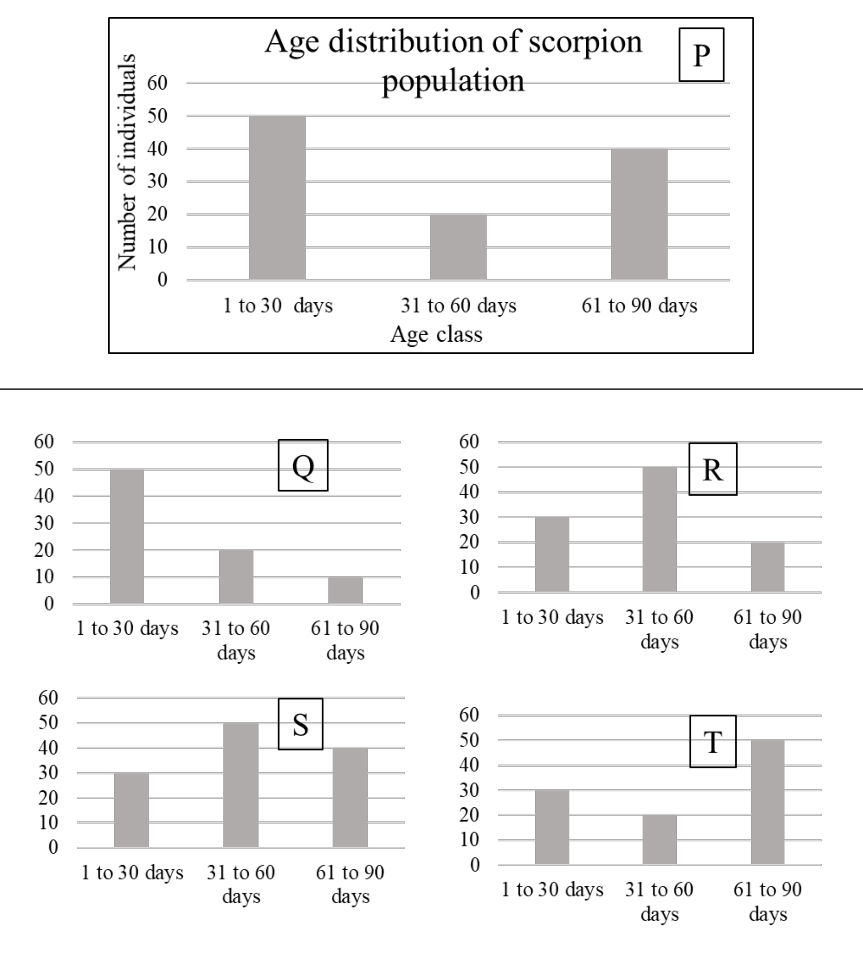 Age distribution of scorpion
population
P
Number of individuals
60
50
40
30
20
10
0
1 to 30 days
31 to 60 days
61 to 90 days
Age class
Q
60
50
40
30
20
10
0
1 to 30 days
31 to 60
days
61 to 90
days
R
60
50
40
30
20
10
0
1 to 30 days
31 to 60
days
61 to 90
days
S
60
50
40
30
20
10
0
1 to 30 days
31 to 60
days
61 to 90
days
T
60
50
40
30
20
10
0
1 to 30 days
31 to 60
days
61 to 90
days